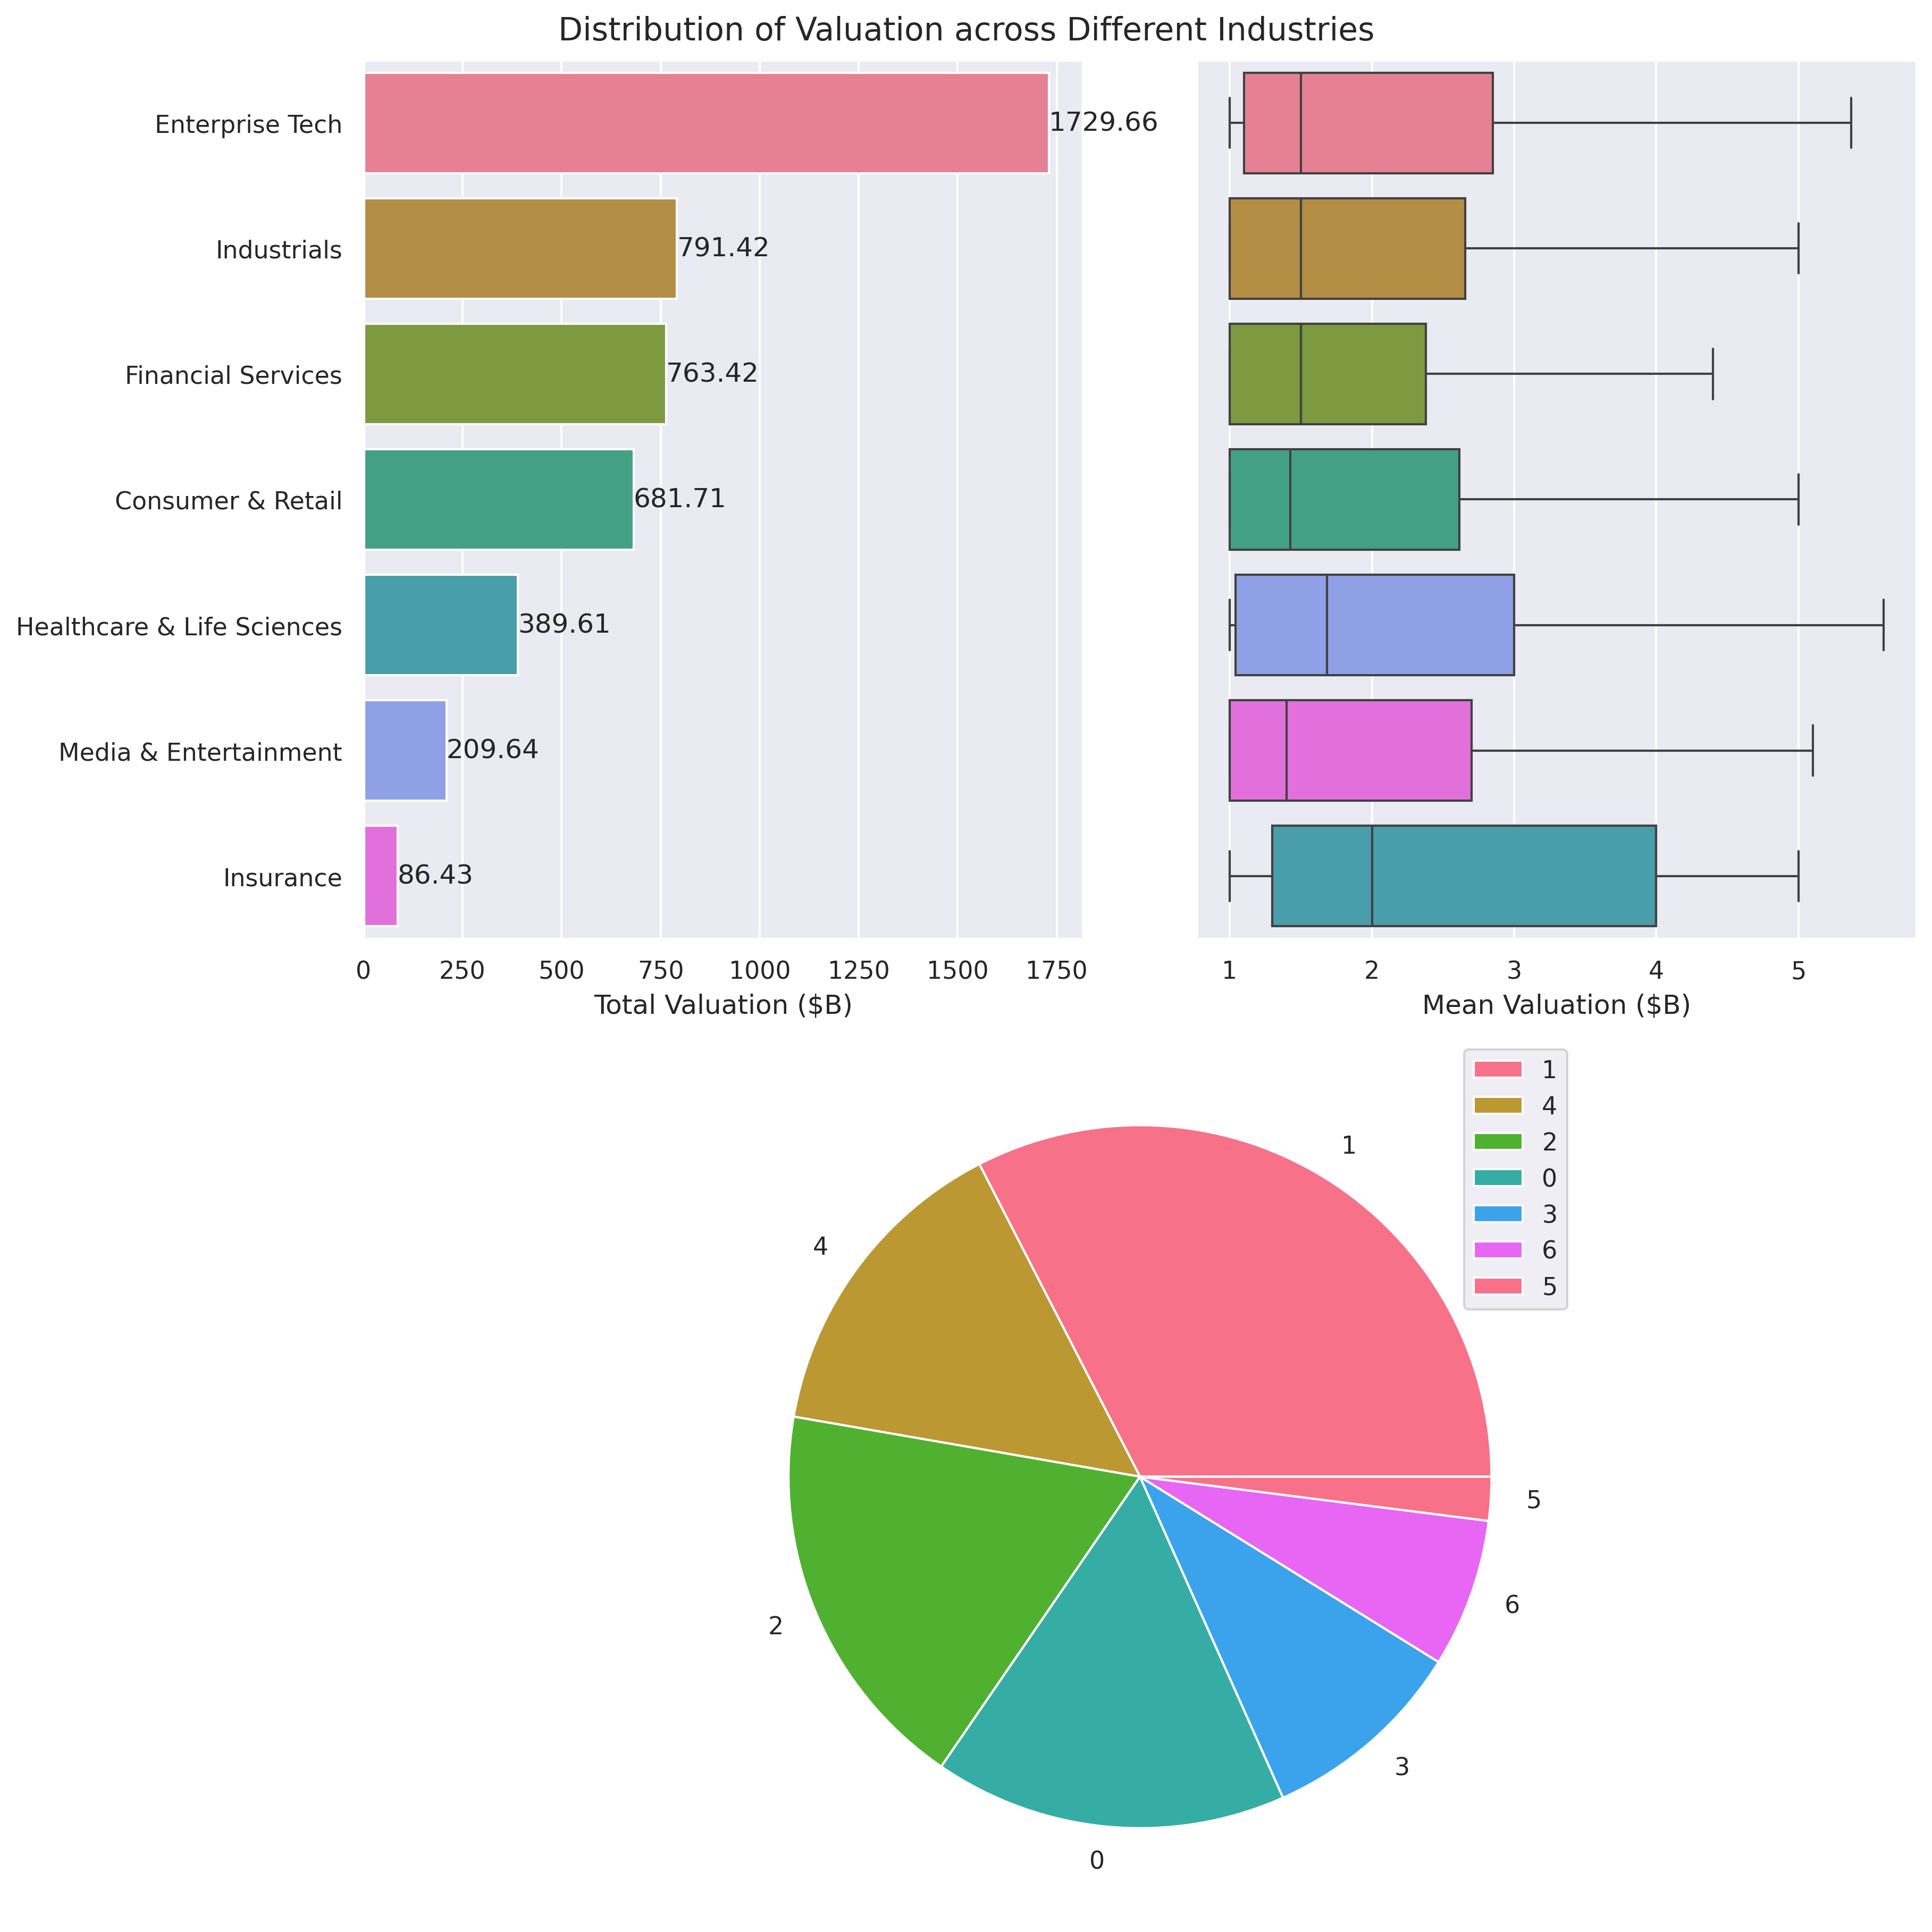 Distribution of Valuation across Different Industries
Enterprise Tech
1729.66
Industrials
791.42
Financial Services
763.42
Consumer & Retail
681.71
Healthcare & Life Sciences
389.61
Media & Entertainment
209.64
Insurance
86.43
0 250 500 750 1000 1250 1500 1750
Total Valuation ($B)
1 2 3 4 5
Mean Valuation ($B)
1
4
2
0
3
6
5
1
4
2
0
3
6
5